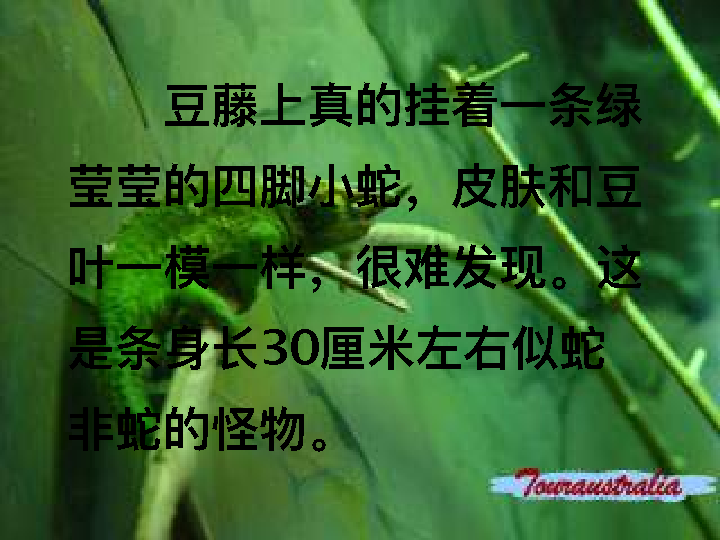 豆藤上真的挂着一条绿
莹莹的四脚小蛇，皮肤和豆
叶一模一样，很难发现。这
是条身长30厘米左右似蛇
非蛇的怪物。
Touraustralia